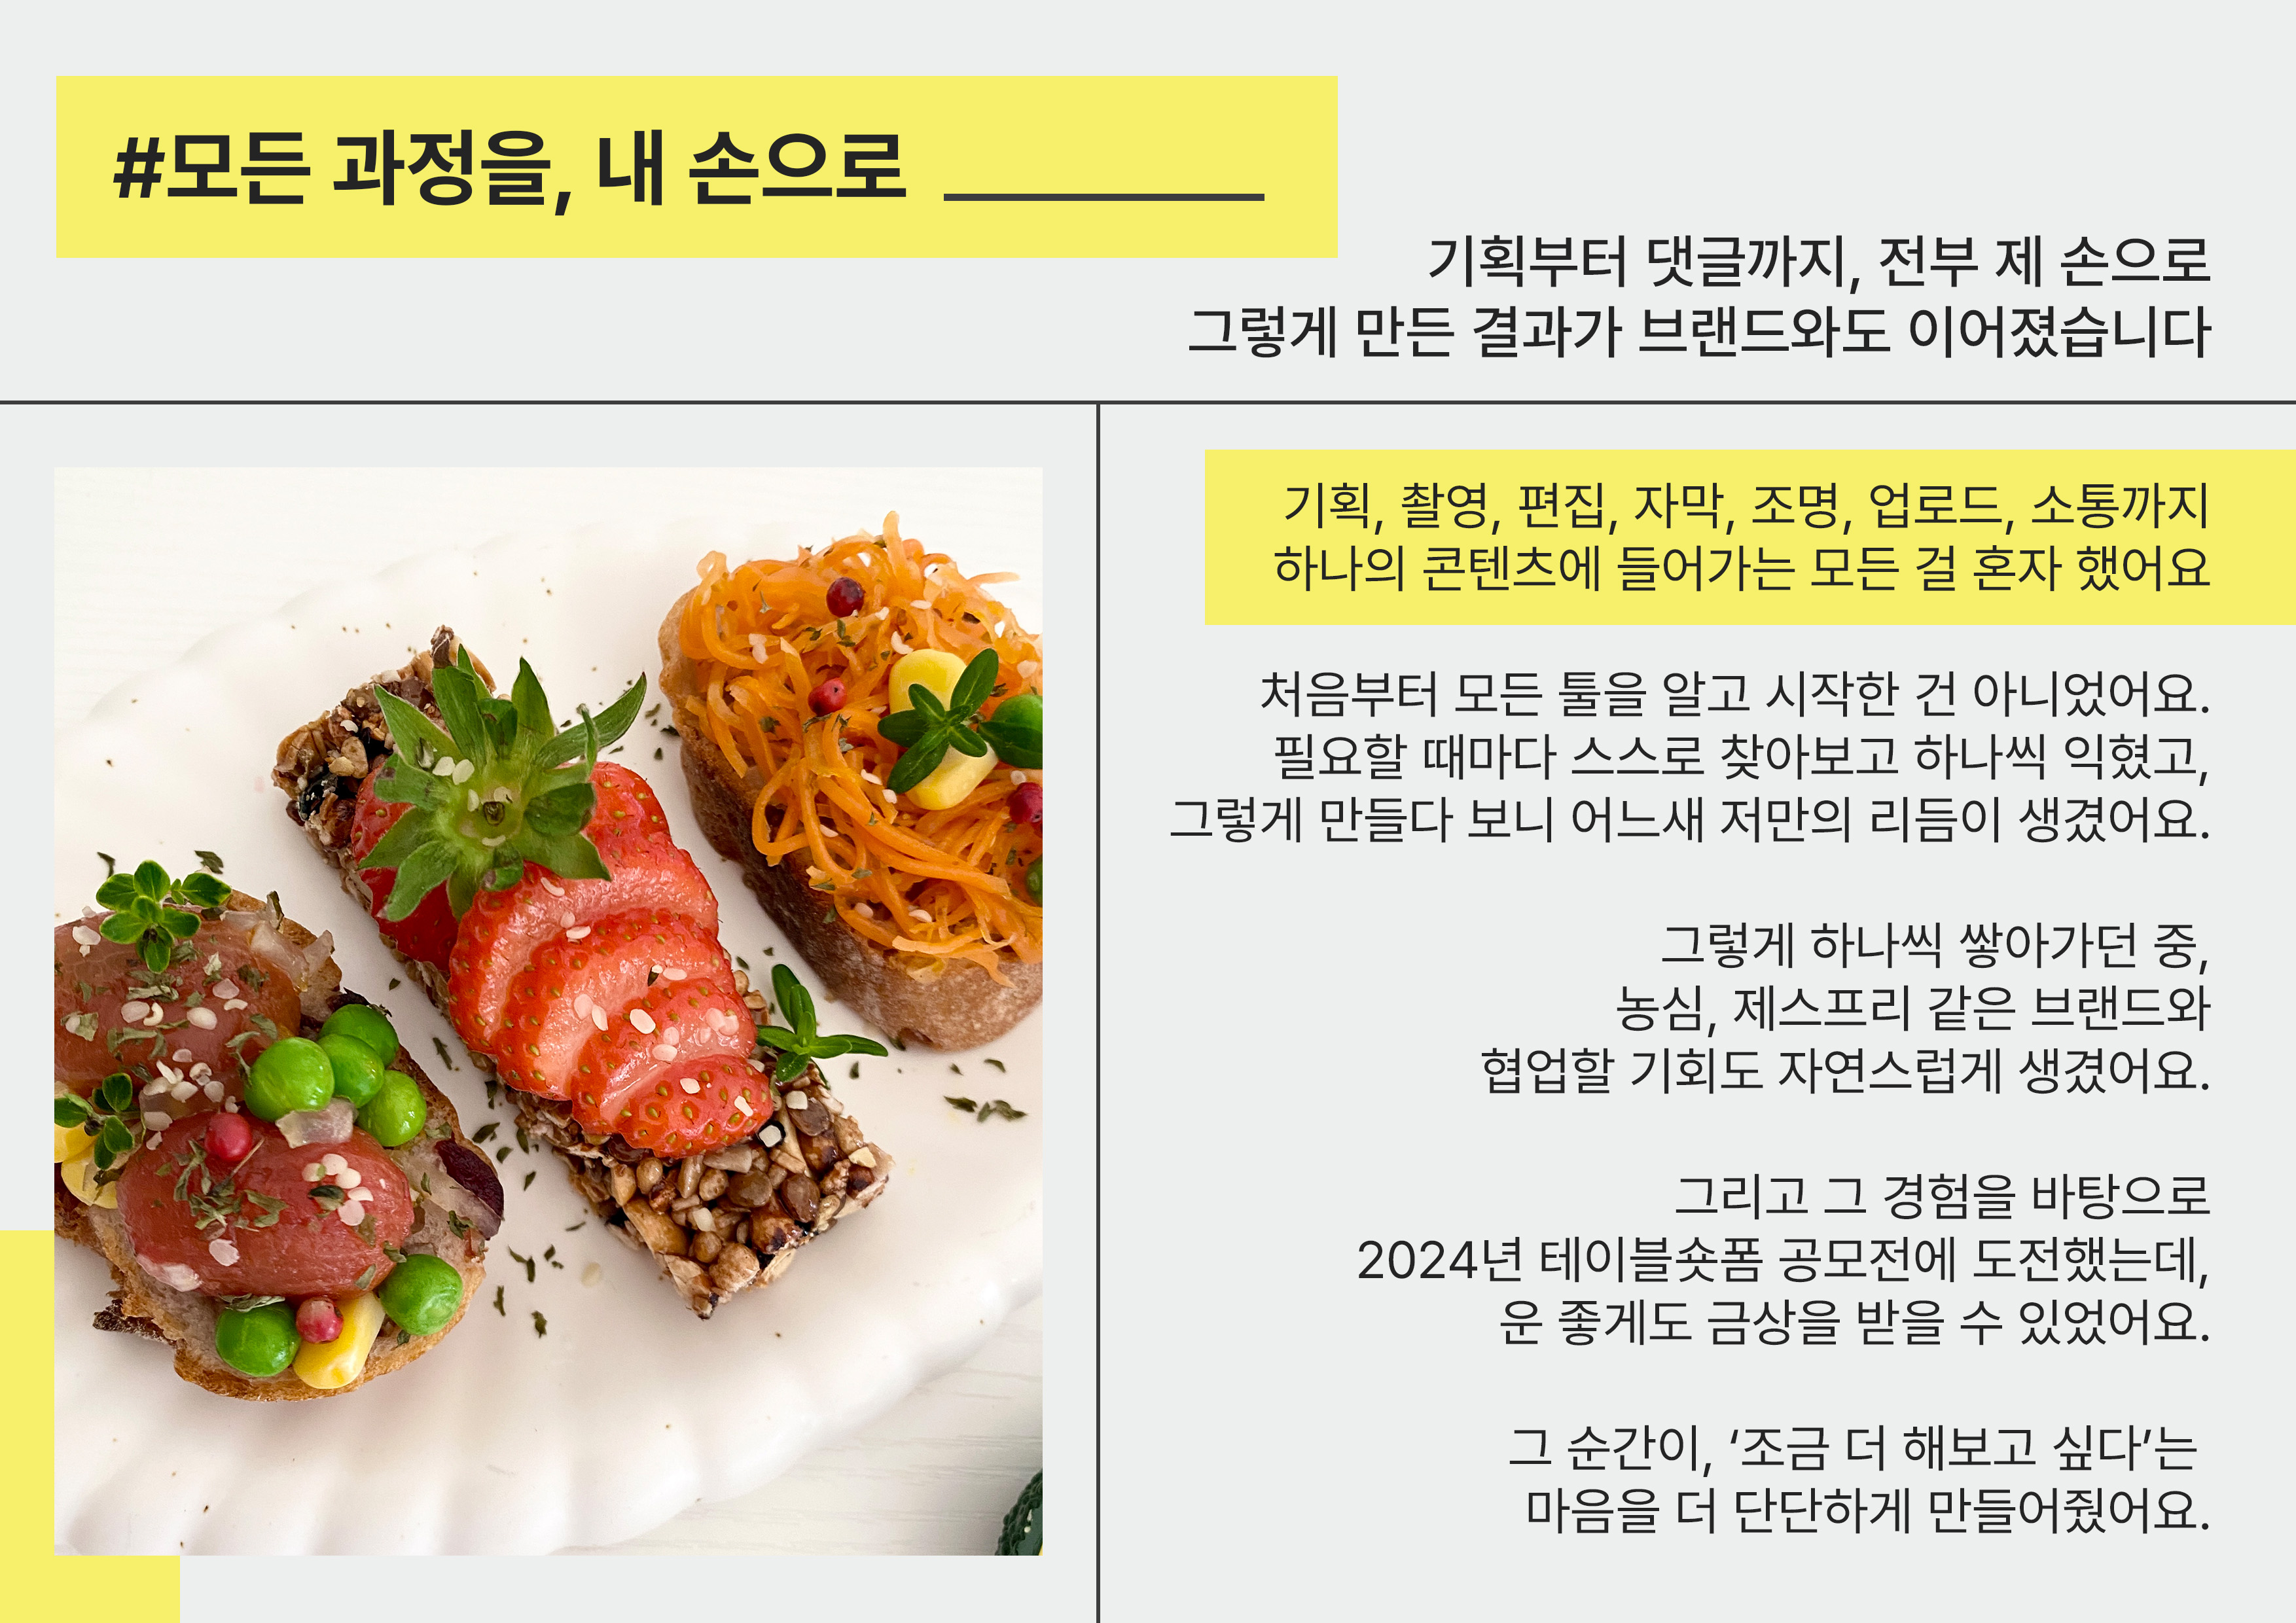 #모든 과정을, 내 손으로
기획부터 댓글까지, 전부 제 손으로
그렇게 만든 결과가 브랜드와도 이어졌습니다
기획, 촬영, 편집, 자막, 조명, 업로드, 소통까지
하나의 콘텐츠에 들어가는 모든 걸 혼자 했어요
처음부터 모든 툴을 알고 시작한 건 아니었어요.
필요할 때마다 스스로 찾아보고 하나씩 익혔고,
그렇게 만들다 보니 어느새 저만의 리듬이 생겼어요.
그렇게 하나씩 쌓아가던 중,
농심, 제스프리 같은 브랜드와
협업할 기회도 자연스럽게 생겼어요.
그리고 그 경험을 바탕으로
2024년 테이블숏폼 공모전에 도전했는데,
운 좋게도 금상을 받을 수 있었어요.
그 순간이, ‘조금 더 해보고 싶다’는
마음을 더 단단하게 만들어줬어요.